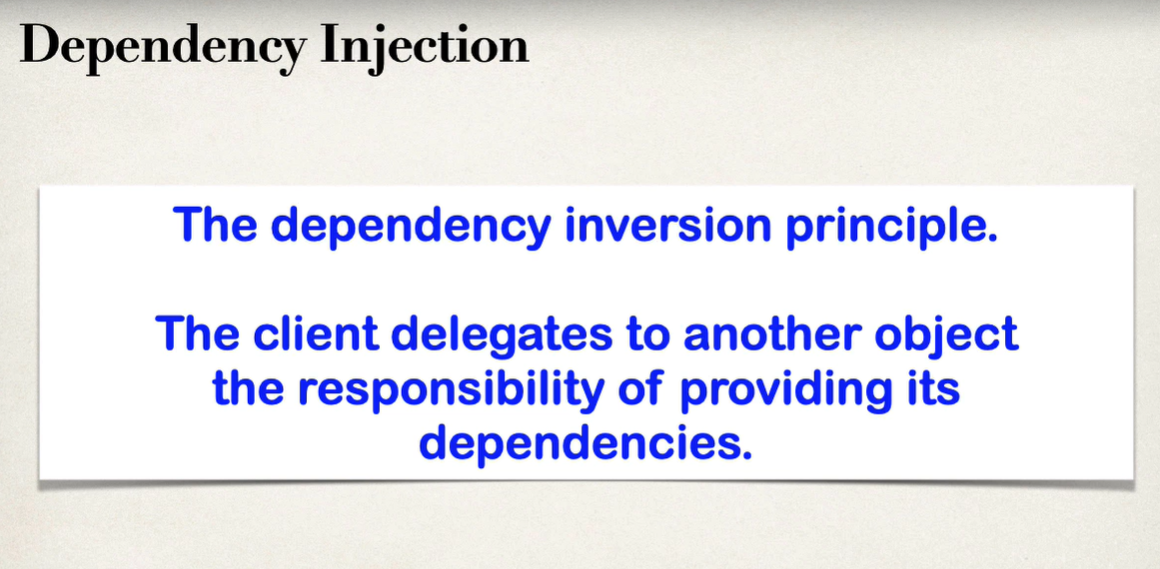 Dependency Injection
The dependency inversion principle.
The client delegates to another object
the responsibility of providing its
dependencies.